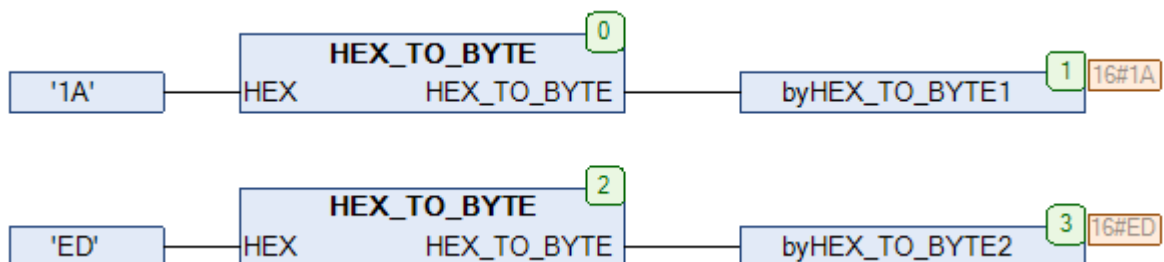 0
HEX_TO_BYTE
'1A' HEX HEX_TO_BYTE byHEX_TO_BYTE1 1 16#1A
2
HEX_TO_BYTE
'ED' HEX HEX_TO_BYTE byHEX_TO_BYTE2 3 16#ED